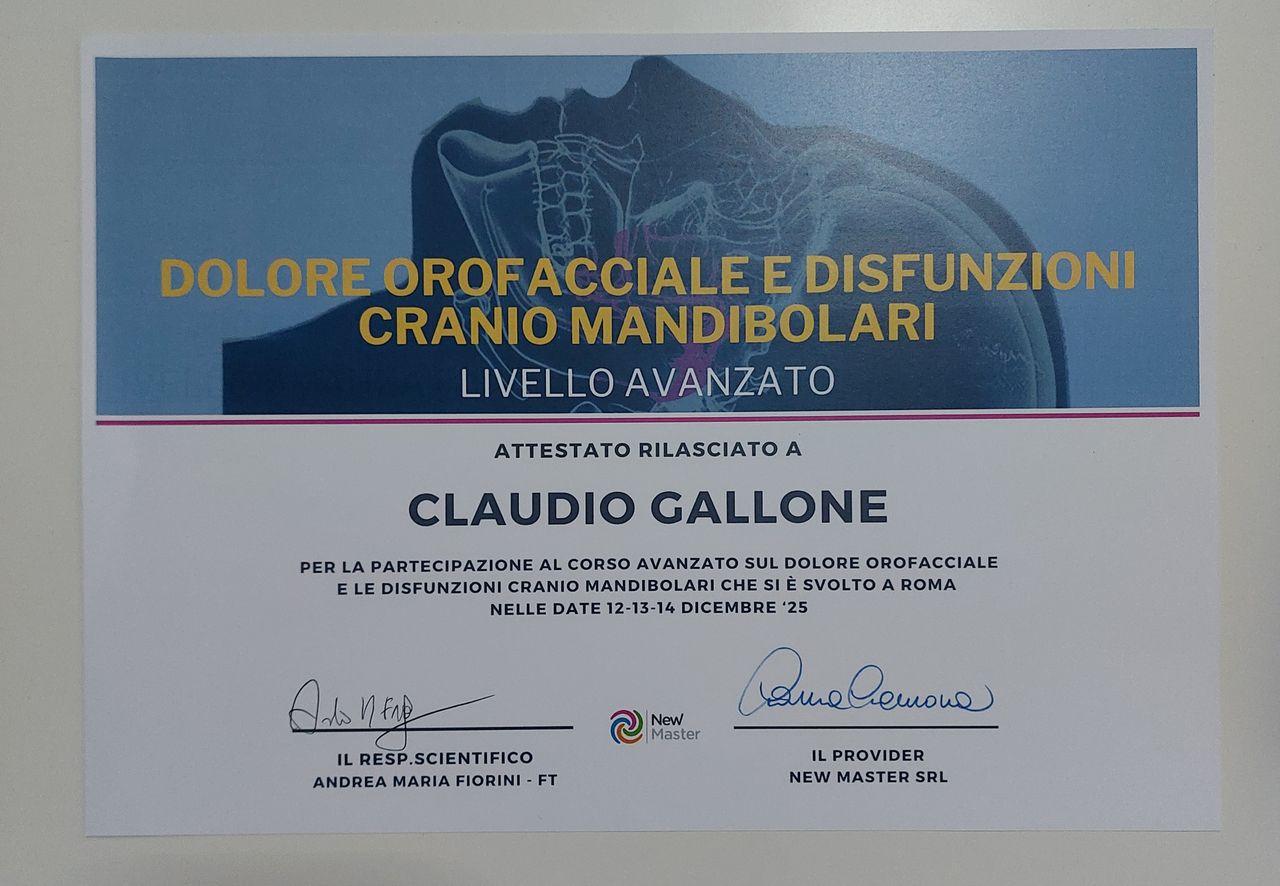 DOLORE OROFACCIALE E DISFUNZIONI
CRANIO MANDIBOLARI
LIVELLO AVANZATO
ATTESTATO RILASCIATO A
CLAUDIO GALLONE
PER LA PARTECIPAZIONE AL CORSO AVANZATO SUL DOLORE OROFACCIALE
E LE DISFUNZIONI CRANIO MANDIBOLARI CHE SI È SVOLTO A ROMA
NELLE DATE 12-13-14 DICEMBRE ‘25
IL RESP.SCIENTIFICO
ANDREA MARIA FIORINI - FT
New
Master
IL PROVIDER
NEW MASTER SRL